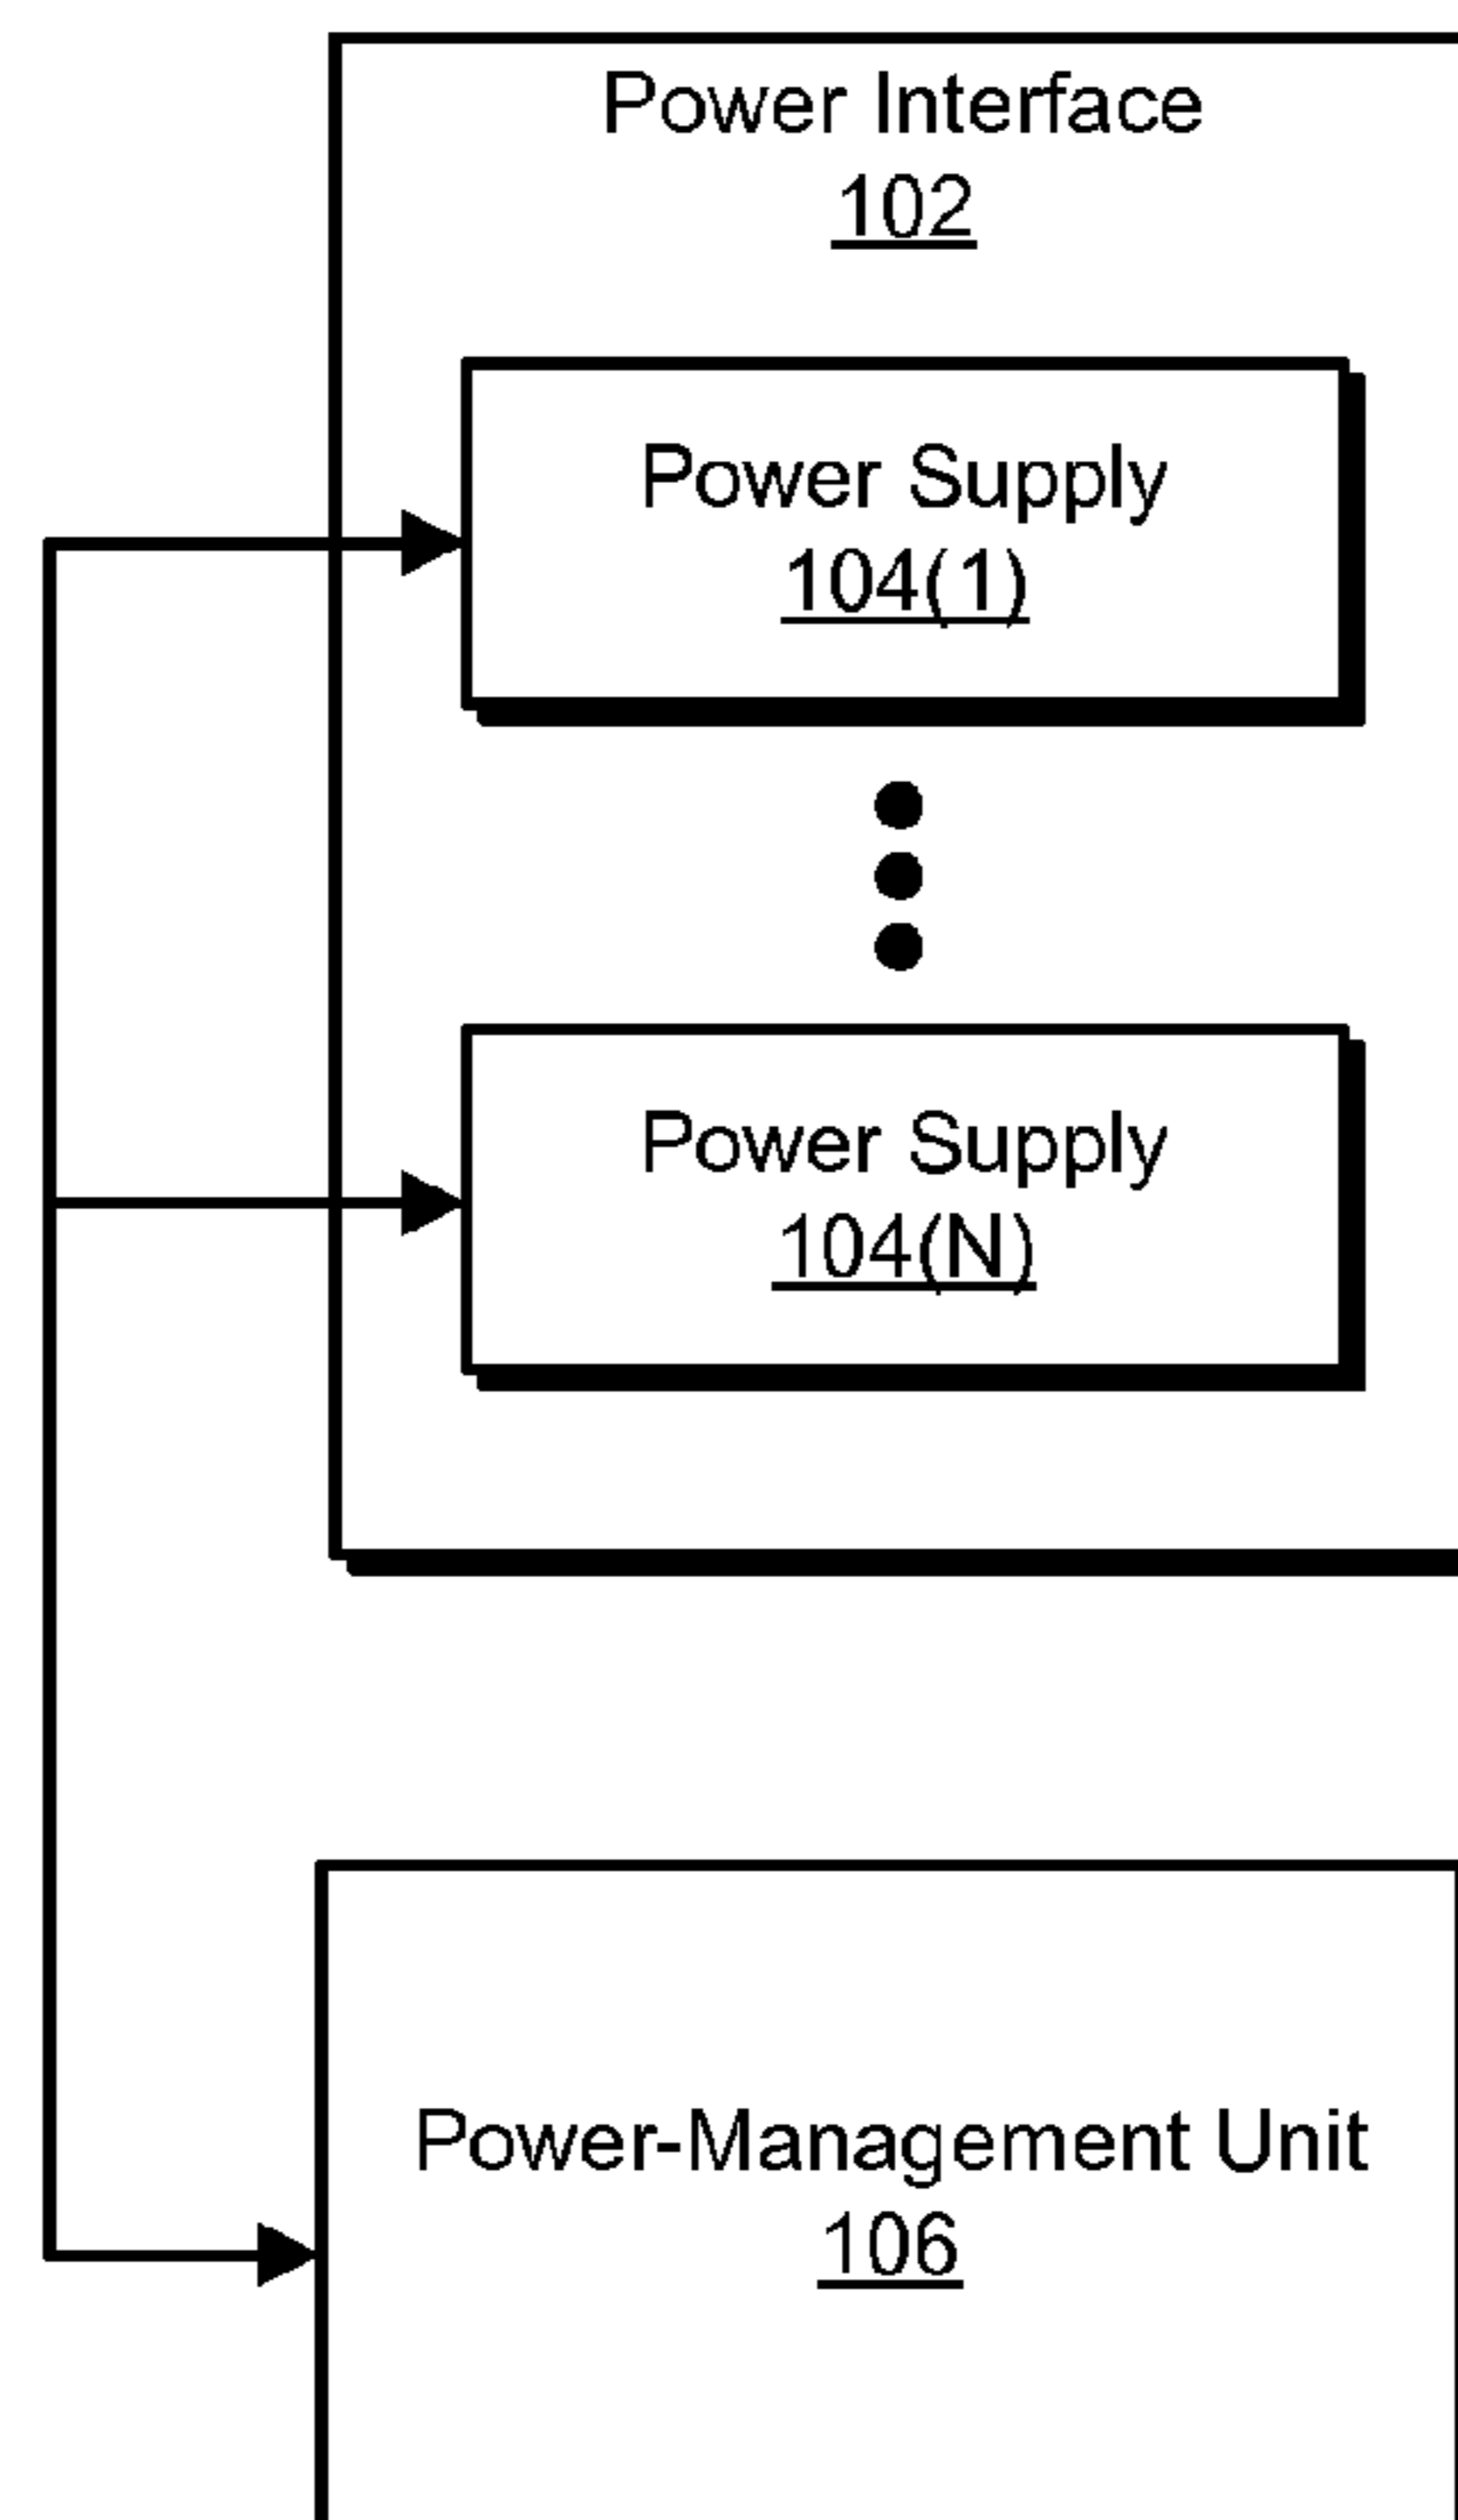 Power Interface
102
Power Supply
104(1)
Power Supply
104(N)
Power-Management Unit
106